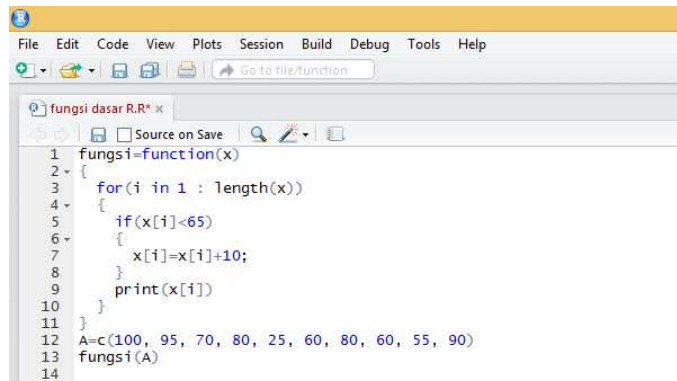 R
File Edit Code View Plots Session Build Debug Tools Help
Go to file/function
fungsi dasar R.R* ×
Source on Save
1 fungsi=function(x)
2 {
3   for(i in 1 : length(x))
4   {
5     if(x[i]<65)
6     {
7       x[i]=x[i]+10;
8     }
9     print(x[i])
10   }
11 }
12 A=c(100, 95, 70, 80, 25, 60, 80, 60, 55, 90)
13 fungsi(A)
14